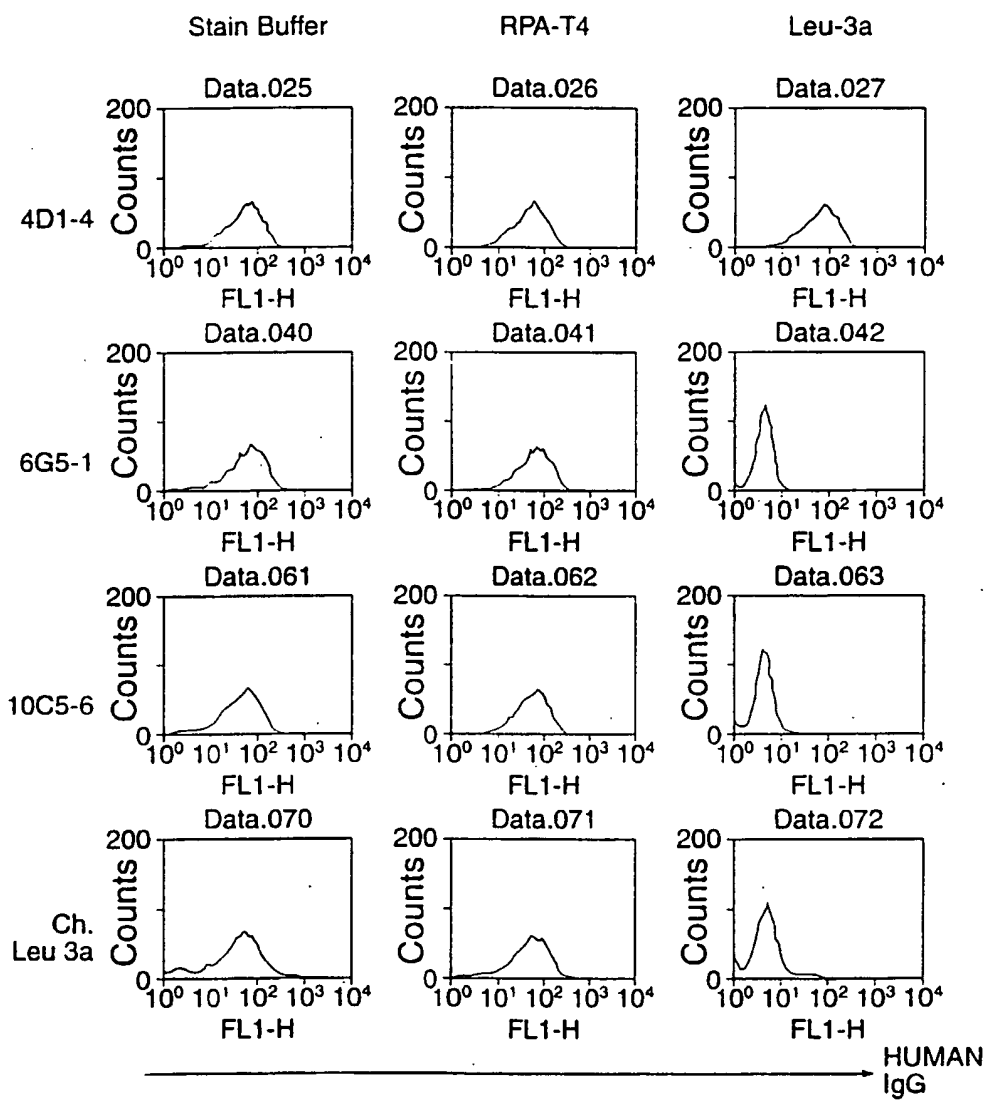 Stain Buffer RPA-T4 Leu-3a
Data.025 Data.026 Data.027
200 200 200
Counts Counts Counts
4D1-4
0 0 0
10⁰ 10¹ 10² 10³ 10⁴ 10⁰ 10¹ 10² 10³ 10⁴ 10⁰ 10¹ 10² 10³ 10⁴
FL1-H FL1-H FL1-H
Data.040 Data.041 Data.042
200 200 200
Counts Counts Counts
6G5-1
0 0 0
10⁰ 10¹ 10² 10³ 10⁴ 10⁰ 10¹ 10² 10³ 10⁴ 10⁰ 10¹ 10² 10³ 10⁴
FL1-H FL1-H FL1-H
Data.061 Data.062 Data.063
200 200 200
Counts Counts Counts
10C5-6
0 0 0
10⁰ 10¹ 10² 10³ 10⁴ 10⁰ 10¹ 10² 10³ 10⁴ 10⁰ 10¹ 10² 10³ 10⁴
FL1-H FL1-H FL1-H
Data.070 Data.071 Data.072
200 200 200
Counts Counts Counts
Ch.
Leu 3a
0 0 0
10⁰ 10¹ 10² 10³ 10⁴ 10⁰ 10¹ 10² 10³ 10⁴ 10⁰ 10¹ 10² 10³ 10⁴
FL1-H FL1-H FL1-H
HUMAN
IgG